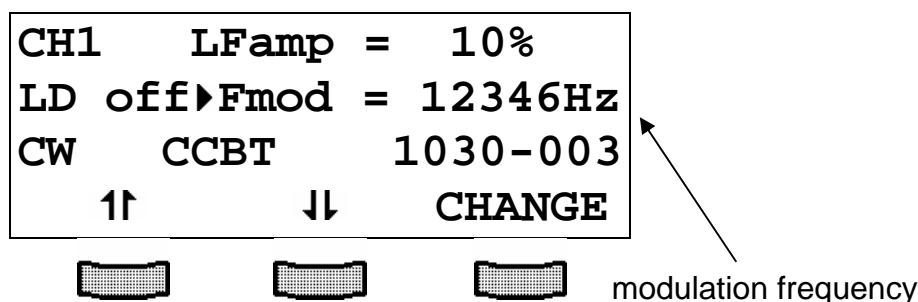 CH1 LFamp = 10%
LD off▸Fmod = 12346Hz
CW CCBT 1030-003
⥮ ⥯ CHANGE
modulation frequency